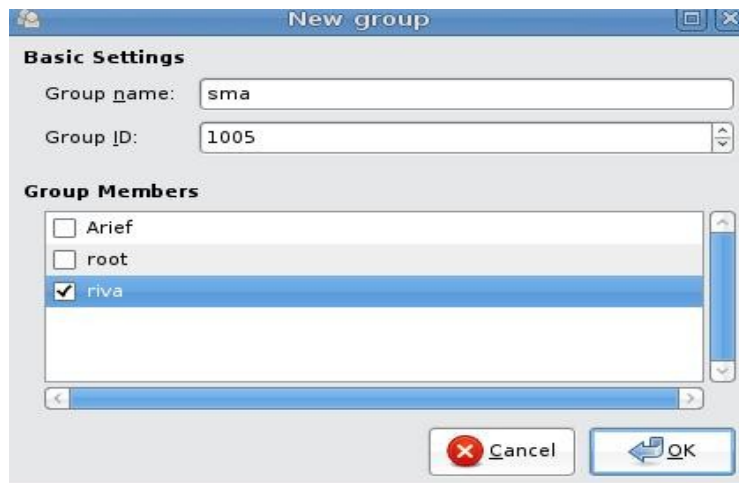 New group
Basic Settings
Group name: sma
Group ID: 1005
Group Members
Arief
root
riva
Cancel OK